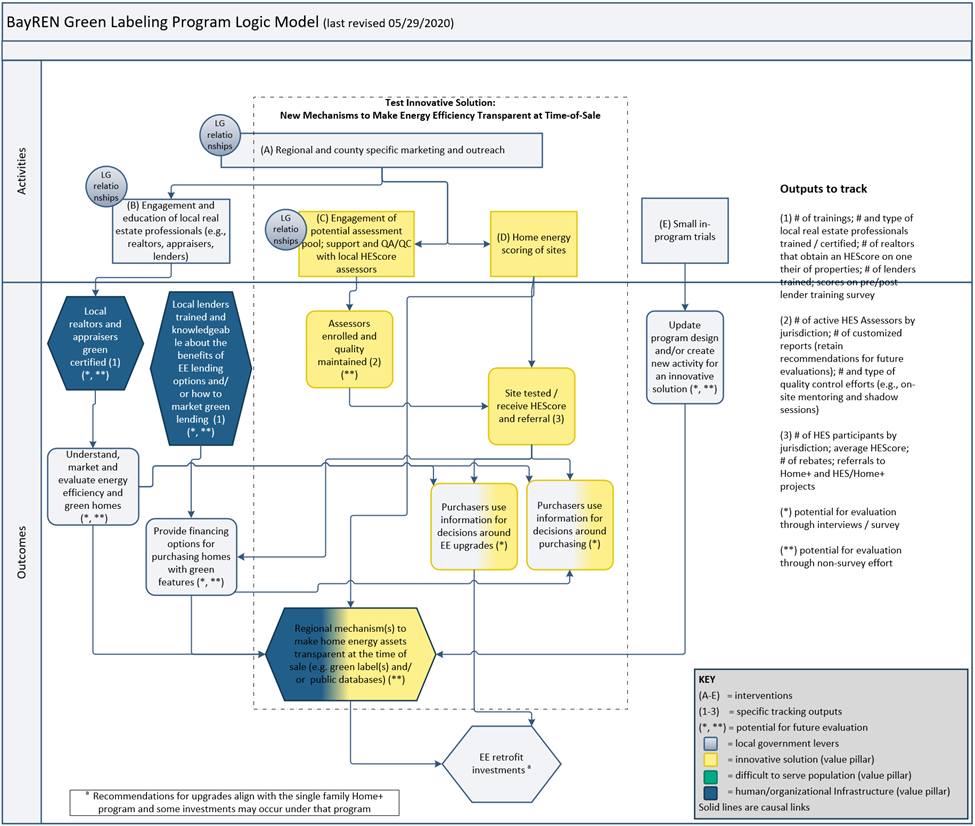 BayREN Green Labeling Program Logic Model (last revised 05/29/2020)
Activities
Test Innovative Solution:
New Mechanisms to Make Energy Efficiency Transparent at Time-of-Sale
LG
relatio
nships
(A) Regional and county specific marketing and outreach
LG
relatio
nships
(B) Engagement and
education of local real
estate professionals (e.g.,
realtors, appraisers,
lenders)
LG
relatio
nships
(C) Engagement of
potential assessment
pool; support and QA/QC
with local HEScore
assessors
(D) Home energy
scoring of sites
(E) Small in-
program trials
Outcomes
Local
realtors and
appraisers
green
certified (1)
(*, **)
Local lenders
trained and
knowledgeab
le about the
benefits of
EE lending
options and/
or how to
market green
lending (1)
(*, **)
Assessors
enrolled and
quality
maintained (2)
(**)
Site tested /
receive HEScore
and referral (3)
Update
program design
and/or create
new activity for
an innovative
solution (*, **)
Understand,
market and
evaluate energy
efficiency and
green homes
(*, **)
Provide financing
options for
purchasing homes
with green
features (*, **)
Purchasers use
information for
decisions around
EE upgrades (*)
Purchasers use
information for
decisions around
purchasing (*)
Regional mechanism(s) to
make home energy assets
transparent at the time of
sale (e.g. green label(s) and/
or public databases) (**)
EE retrofit
investments *
* Recommendations for upgrades align with the single family Home+
program and some investments may occur under that program
Outputs to track
(1) # of trainings; # and type of
local real estate professionals
trained / certified; # of realtors
that obtain an HEScore on one
their of properties; # of lenders
trained; scores on pre/post
lender training survey
(2) # of active HES Assessors by
jurisdiction; # of customized
reports (retain
recommendations for future
evaluations); # and type of
quality control efforts (e.g., on-
site mentoring and shadow
sessions)
(3) # of HES participants by
jurisdiction; average HEScore;
# of rebates; referrals to
Home+ and HES/Home+
projects
(*) potential for evaluation
through interviews / survey
(**) potential for evaluation
through non-survey effort
KEY
(A-E) = interventions
(1-3) = specific tracking outputs
(*, **) = potential for future evaluation
= local government levers
= innovative solution (value pillar)
= difficult to serve population (value pillar)
= human/organizational Infrastructure (value pillar)
Solid lines are causal links